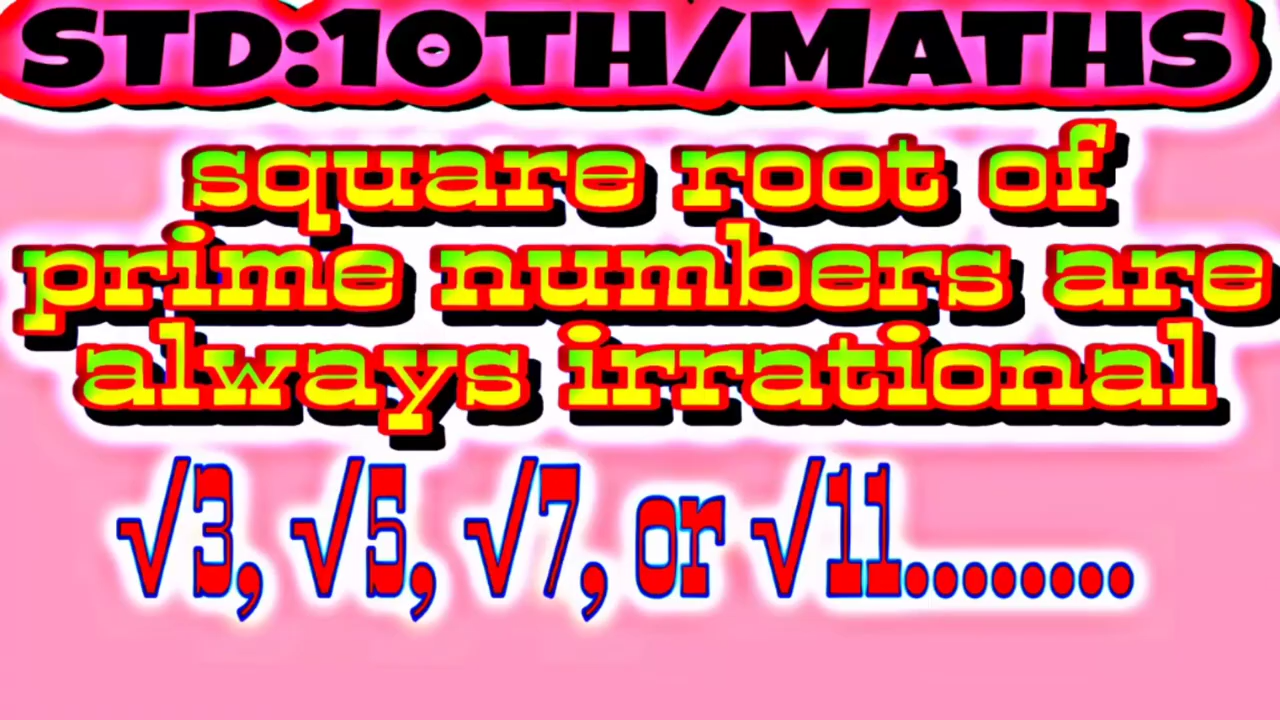 STD:10TH/MATHS
square root of
prime numbers are
always irrational
√3, √5, √7, or √11........